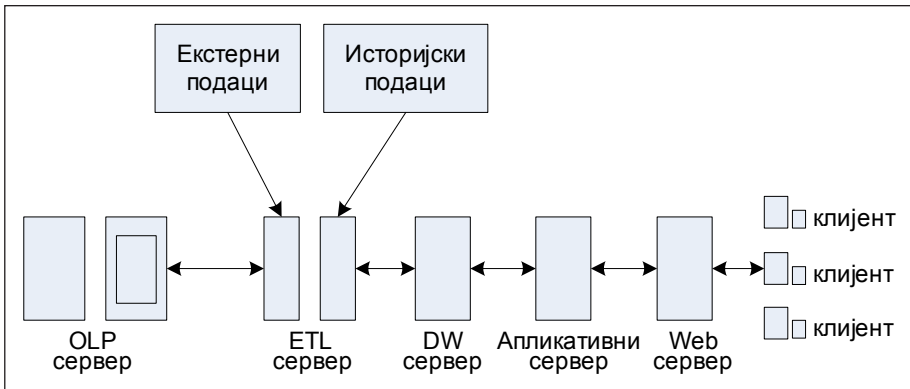 Екстерни
подаци
Историјски
подаци
клијент
клијент
клијент
OLP
сервер
ETL
сервер
DW
сервер
Апликативни
сервер
Web
сервер